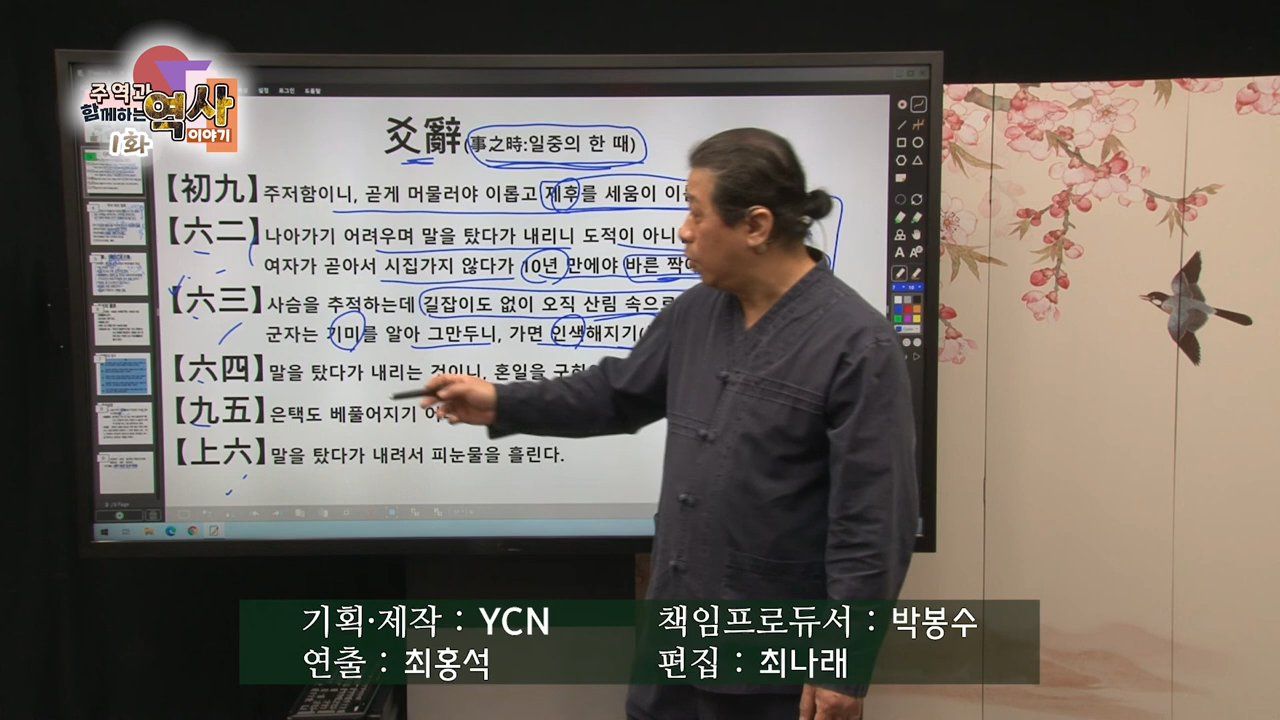 주역과
함께하는
역사
이야기
1화
설정 로그인 도움말
爻辭(事之時:일중의 한 때)
【初九】주저함이니, 곧게 머물러야 이롭고 제후를 세움이
【六二】나아가기 어려우며 말을 탔다가 내리니 도적이 아니
여자가 곧아서 시집가지 않다가 10년 만에야 바른
【六三】사슴을 추적하는데 길잡이도 없이 오직 산림 속으로
군자는 기미를 알아 그만두니, 가면 인색해지기
【六四】말을 탔다가 내리는 것이니, 혼일을
【九五】은택도 베풀어지기
【上六】말을 탔다가 내려서 피눈물을 흘린다.
기획·제작 : YCN 책임프로듀서 : 박봉수
연출 : 최홍석 편집 : 최나래